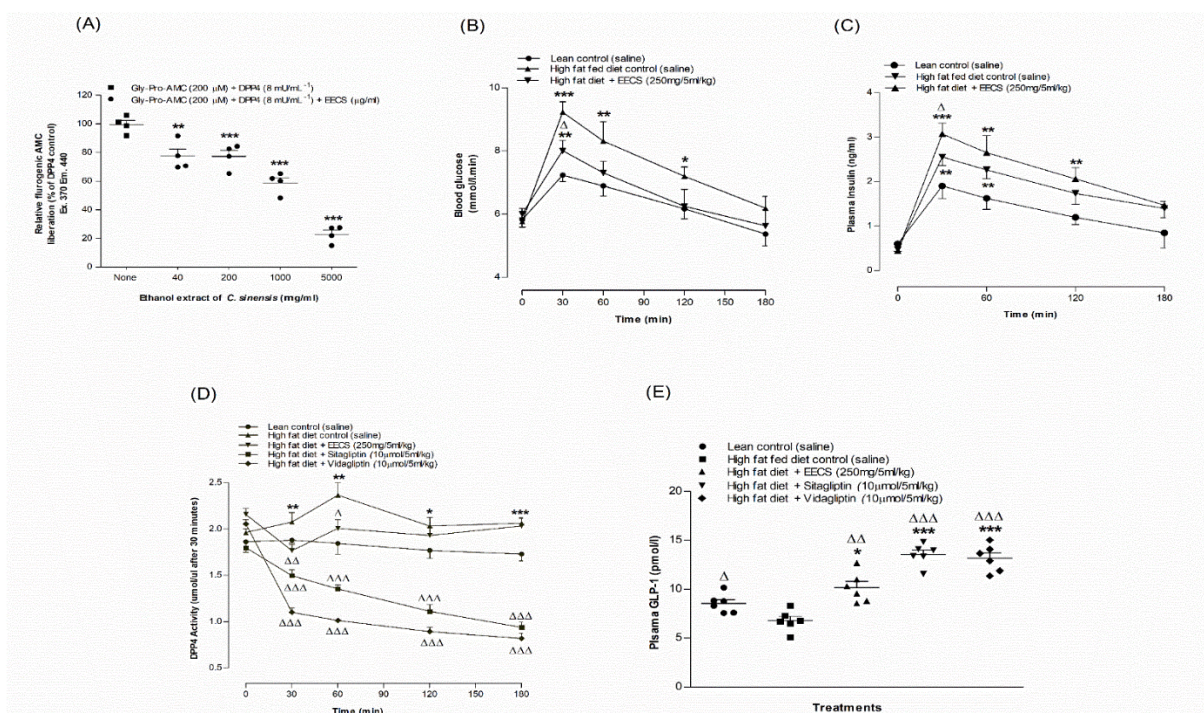 (A)
Gly-Pro-AMC (200 μM) + DPP4 (8 mU/mL⁻¹)
Gly-Pro-AMC (200 μM) + DPP4 (8 mU/mL⁻¹) + EECS (μg/ml)
Relative flurogenic AMC
liberation (% of DPP4 control)
Ex. 370 Em. 440
120
100
80
60
40
20
0
**
***
***
***
None
40
200
1000
5000
Ethanol extract of C. sinensis (mg/ml)
(B)
Lean control (saline)
High fat fed diet control (saline)
High fat diet + EECS (250mg/5ml/kg)
Blood glucose
(mmol/l.min)
10
8
6
4
***
Δ
**
**
*
0
30
60
120
180
Time (min)
(C)
Lean control (saline)
High fat fed diet control (saline)
High fat diet + EECS (250mg/5ml/kg)
Plasma Insulin (ng/ml)
4
3
2
1
0
Δ
***
**
**
**
**
0
60
120
180
Time (min)
(D)
Lean control (saline)
High fat diet control (saline)
High fat diet + EECS (250mg/5ml/kg)
High fat diet + Sitagliptin (10μmol/5ml/kg)
High fat diet + Vidagliptin (10μmol/5ml/kg)
DPP4 Activity (umol/ul after 30 minutes)
2.5
2.0
1.5
1.0
0.5
**
**
*
***
Δ
ΔΔ
ΔΔΔ
ΔΔΔ
ΔΔΔ
ΔΔΔ
ΔΔΔ
ΔΔΔ
ΔΔΔ
ΔΔΔ
0
30
60
120
180
Time (min)
(E)
Lean control (saline)
High fat fed diet control (saline)
High fat diet + EECS (250mg/5ml/kg)
High fat diet + Sitagliptin (10μmol/5ml/kg)
High fat diet + Vidagliptin (10μmol/5ml/kg)
Plsama GLP-1 (pmol/l)
20
15
10
5
0
Δ
ΔΔ
*
ΔΔΔ
***
ΔΔΔ
***
Treatments